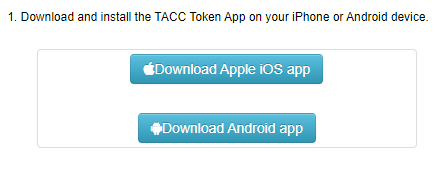 1. Download and install the TACC Token App on your iPhone or Android device.
Download Apple iOS app
Download Android app